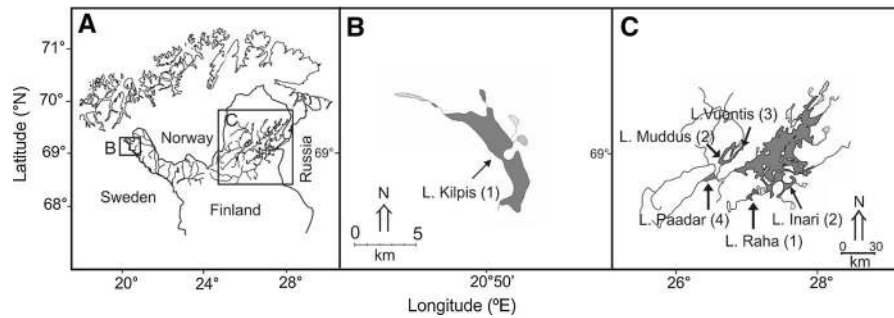 A
71°
70°
69°
68°
Latitude (°N)
Norway
C
B
Sweden
Finland
Russia
20°
24°
28°
B
69°
L. Kilpis (1)
N
0 5
km
20°50'
Longitude (ºE)
C
69°
L.Vuontis (3)
L. Muddus (2)
L. Paadar (4)
L. Inari (2)
L. Raha (1)
N
0 30
km
26°
28°